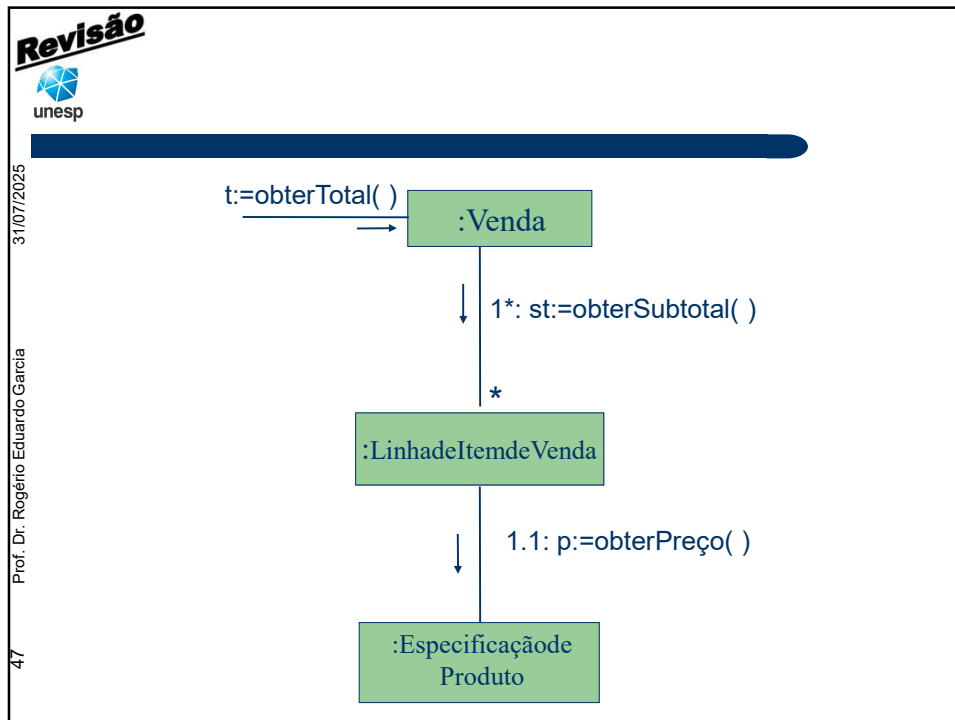 Revisão
unesp
31/07/2025
Prof. Dr. Rogério Eduardo Garcia
47
t:=obterTotal( )
:Venda
1*: st:=obterSubtotal( )
*
:LinhadeItemdeVenda
1.1: p:=obterPreço( )
:Especificaçãode
Produto